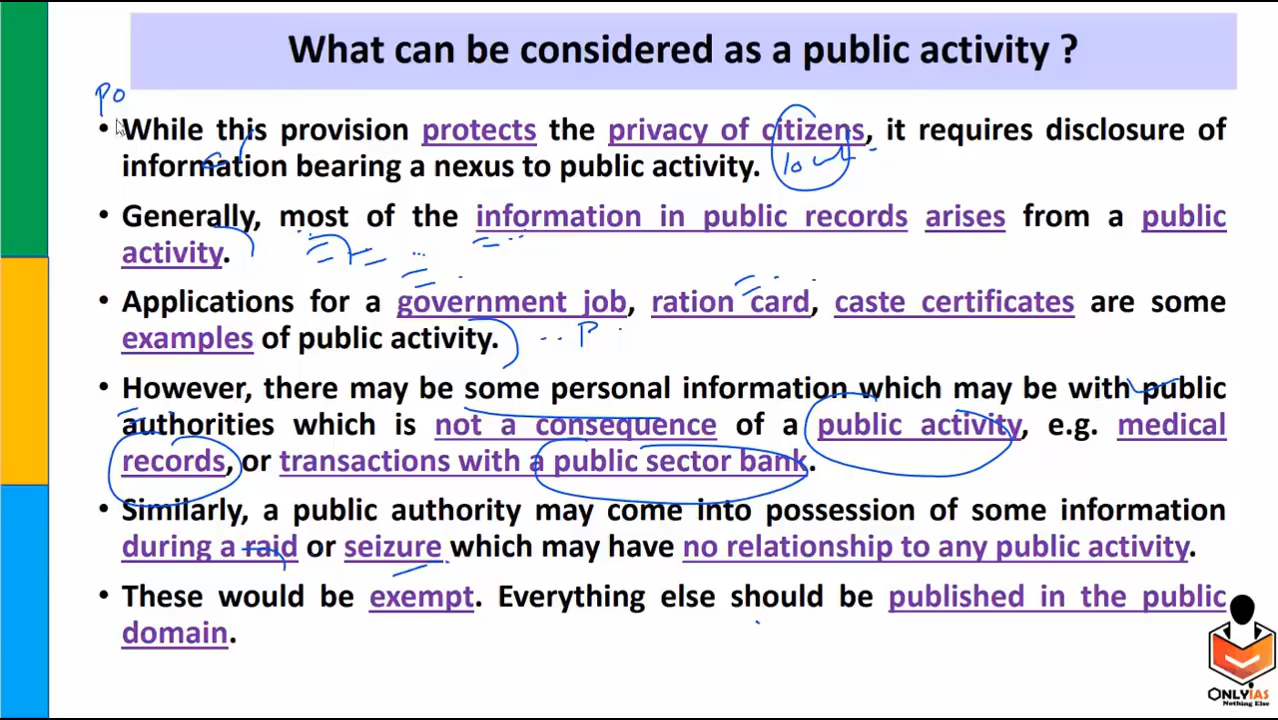 What can be considered as a public activity ?
po
• While this provision protects the privacy of citizens, it requires disclosure of
information bearing a nexus to public activity.
• Generally, most of the information in public records arises from a public
activity.
• Applications for a government job, ration card, caste certificates are some
examples of public activity.
P
• However, there may be some personal information which may be with public
authorities which is not a consequence of a public activity, e.g. medical
records, or transactions with a public sector bank.
• Similarly, a public authority may come into possession of some information
during a raid or seizure which may have no relationship to any public activity.
• These would be exempt. Everything else should be published in the public
domain.
ONLYIAS
Nothing Else